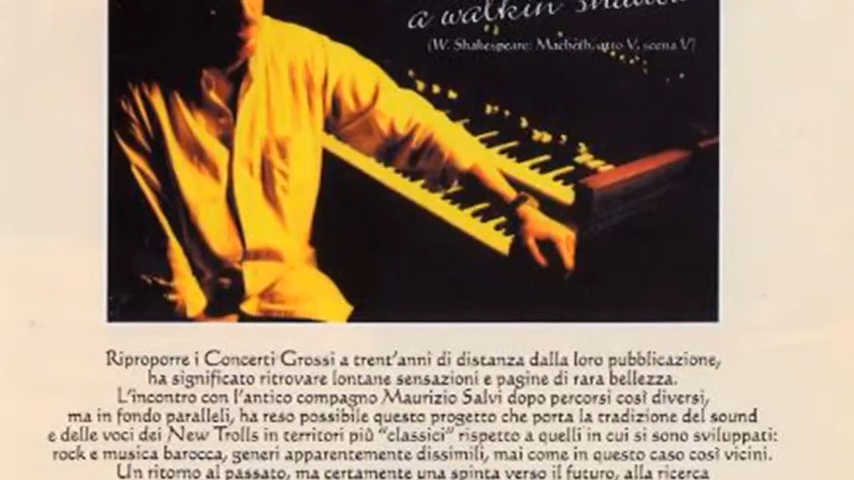 a walkin' shadow
(W. Shakespeare: Macbeth, atto V, scena V)
Riproporre i Concerti Grossi a trent'anni di distanza dalla loro pubblicazione,
ha significato ritrovare lontane sensazioni e pagine di rara bellezza.
L'incontro con l'antico compagno Maurizio Salvi dopo percorsi così diversi,
ma in fondo paralleli, ha reso possibile questo progetto che porta la tradizione del sound
e delle voci dei New Trolls in territori più "classici" rispetto a quelli in cui si sono sviluppati:
rock e musica barocca, generi apparentemente dissimili, mai come in questo caso così vicini.
Un ritorno al passato, ma certamente una spinta verso il futuro, alla ricerca